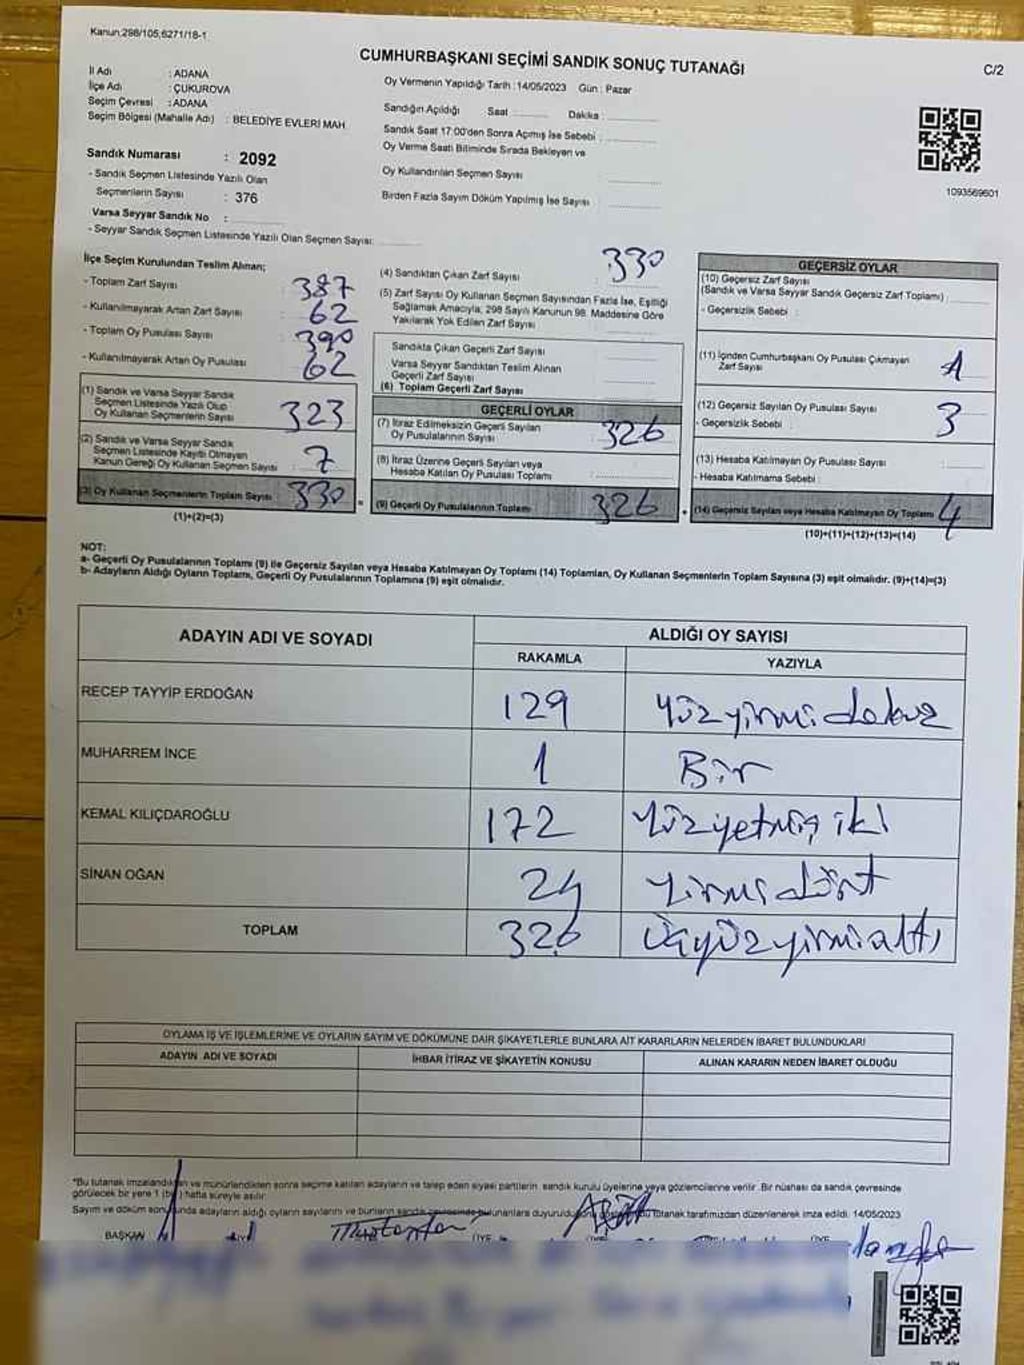 Kanun;298/105,6271/18-1
CUMHURBAŞKANI SEÇİMİ SANDIK SONUÇ TUTANAĞI
C/2
İl Adı : ADANA
İlçe Adı : ÇUKUROVA
Seçim Çevresi : ADANA
Seçim Bölgesi (Mahalle Adı) : BELEDİYE EVLERİ MAH
Sandık Numarası : 2092
- Sandık Seçmen Listesinde Yazılı Olan
Seçmenlerin Sayısı : 376
Varsa Seyyar Sandık No :
- Seyyar Sandık Seçmen Listesinde Yazılı Olan Seçmen Sayısı:
Oy Vermenin Yapıldığı Tarih : 14/05/2023 Gün : Pazar
Sandığın Açıldığı Saat Dakika :
Sandık Saat 17:00'den Sonra Açımış İse Sebebi :
Oy Verme Saati Bitiminde Sırada Bekleyen ve
Oy Kullandırılan Seçmen Sayısı
Birden Fazla Sayım Döküm Yapılmış İse Sayısı :
1093569601
İlçe Seçim Kurulundan Teslim Alınan;
- Toplam Zarf Sayısı : 387
- Kullanılmayarak Artan Zarf Sayısı : 62
- Toplam Oy Pusulası Sayısı : 390
- Kullanılmayarak Artan Oy Pusulası : 62
(1) Sandık ve Varsa Seyyar Sandık
Seçmen Listesinde Yazılı Olup
Oy Kullanan Seçmenlerin Sayısı : 323
(2) Sandık ve Varsa Seyyar Sandık
Seçmen Listesinde Kayıtlı Olmayan
Kanun Gereği Oy Kullanan Seçmen Sayısı : 7
(3) Oy Kullanan Seçmenlerin Toplam Sayısı : 330
(1)+(2)=(3)
(4) Sandıktan Çıkan Zarf Sayısı : 330
(5) Zarf Sayısı Oy Kullanan Seçmen Sayısından Fazla İse, Eşitliği
Sağlamak Amacıyla, 298 Sayılı Kanunun 98. Maddesine Göre
Yakılarak Yok Edilen Zarf Sayısı
Sandıkta Çıkan Geçerli Zarf Sayısı
Varsa Seyyar Sandıktan Teslim Alınan
Geçerli Zarf Sayısı
(6) Toplam Geçerli Zarf Sayısı
GEÇERLİ OYLAR
(7) İtiraz Edilmeksizin Geçerli Sayılan
Oy Pusulalarının Sayısı : 326
(8) İtiraz Üzerine Geçerli Sayılan veya
Hesaba Katılan Oy Pusulası Toplamı :
(9) Geçerli Oy Pusulalarının Toplamı : 326
GEÇERSİZ OYLAR
(10) Geçersiz Zarf Sayısı
(Sandık ve Varsa Seyyar Sandık Geçersiz Zarf Toplamı) :
- Geçersizlik Sebebi :
(11) İçinden Cumhurbaşkanı Oy Pusulası Çıkmayan
Zarf Sayısı : 1
(12) Geçersiz Sayılan Oy Pusulası Sayısı : 3
- Geçersizlik Sebebi :
(13) Hesaba Katılmayan Oy Pusulası Sayısı :
- Hesaba Katılmama Sebebi :
(14) Geçersiz Sayılan veya Hesaba Katılmayan Oy Toplamı : 4
(10)+(11)+(12)+(13)=(14)
NOT:
a- Geçerli Oy Pusulalarının Toplamı (9) ile Geçersiz Sayılan veya Hesaba Katılmayan Oy Toplamı (14) Toplamları, Oy Kullanan Seçmenlerin Toplam Sayısına (3) eşit olmalıdır. (9)+(14)=(3)
b- Adayların Aldığı Oyların Toplamı, Geçerli Oy Pusulalarının Toplamına (9) eşit olmalıdır.
ADAYIN ADI VE SOYADI
ALDIĞI OY SAYISI
RAKAMLA YAZIYLA
RECEP TAYYİP ERDOĞAN 129 Yüzyirmi dokuz
MUHARREM İNCE 1 Bir
KEMAL KILIÇDAROĞLU 172 Yüzyetmiş iki
SİNAN OĞAN 24 Yirmi dört
TOPLAM 326 Üçyüzyirmialtı
OYLAMA İŞ VE İŞLEMLERİNE VE OYLARIN SAYIM VE DÖKÜMÜNE DAİR ŞİKAYETLERLE BUNLARA AİT KARARLARIN NELERDEN İBARET BULUNDUKLARI
ADAYIN ADI VE SOYADI İHBAR İTİRAZ VE ŞİKAYETİN KONUSU ALINAN KARARIN NEDEN İBARET OLDUĞU
*Bu tutanak imzalandıktan ve mühürlendikten sonra seçime katılan adayların ve talep eden siyasi partilerin sandık kurulu üyelerine veya gözlemcilerine verilir. Bir nüshası da sandık çevresinde
görülecek bir yere 1 (bir) hafta süreyle asılır.
Sayım ve döküm sonunda adayların aldığı oyların sayılarını ve bunların sandık çevresinde bulunanlara duyurulduğunu tutanak tarafımızdan düzenlenerek imza edildi. 14/05/2023
BAŞKAN ÜYE ÜYE ÜYE